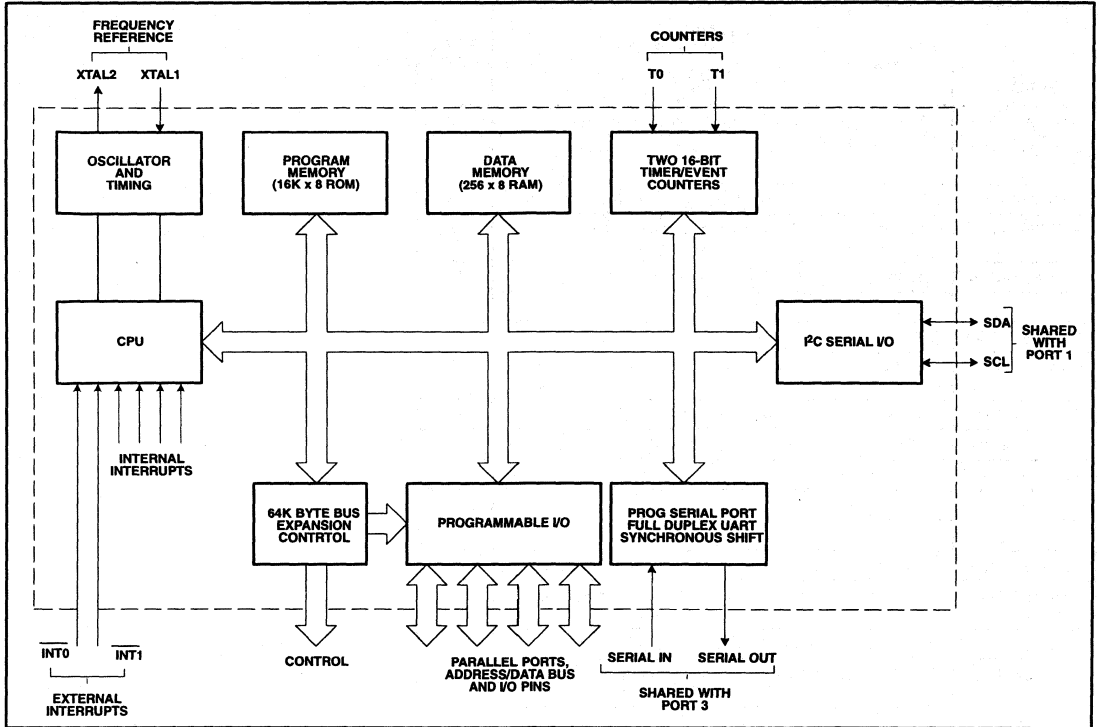 FREQUENCY
REFERENCE
XTAL2 XTAL1
COUNTERS
T0 T1
OSCILLATOR
AND
TIMING
PROGRAM
MEMORY
(16K x 8 ROM)
DATA
MEMORY
(256 x 8 RAM)
TWO 16-BIT
TIMER/EVENT
COUNTERS
CPU
I²C SERIAL I/O
SDA
SCL
SHARED
WITH
PORT 1
INTERNAL
INTERRUPTS
64K BYTE BUS
EXPANSION
CONTRTOL
PROGRAMMABLE I/O
PROG SERIAL PORT
FULL DUPLEX UART
SYNCHRONOUS SHIFT
INT0 INT1
EXTERNAL
INTERRUPTS
CONTROL
PARALLEL PORTS,
ADDRESS/DATA BUS
AND I/O PINS
SERIAL IN SERIAL OUT
SHARED WITH
PORT 3